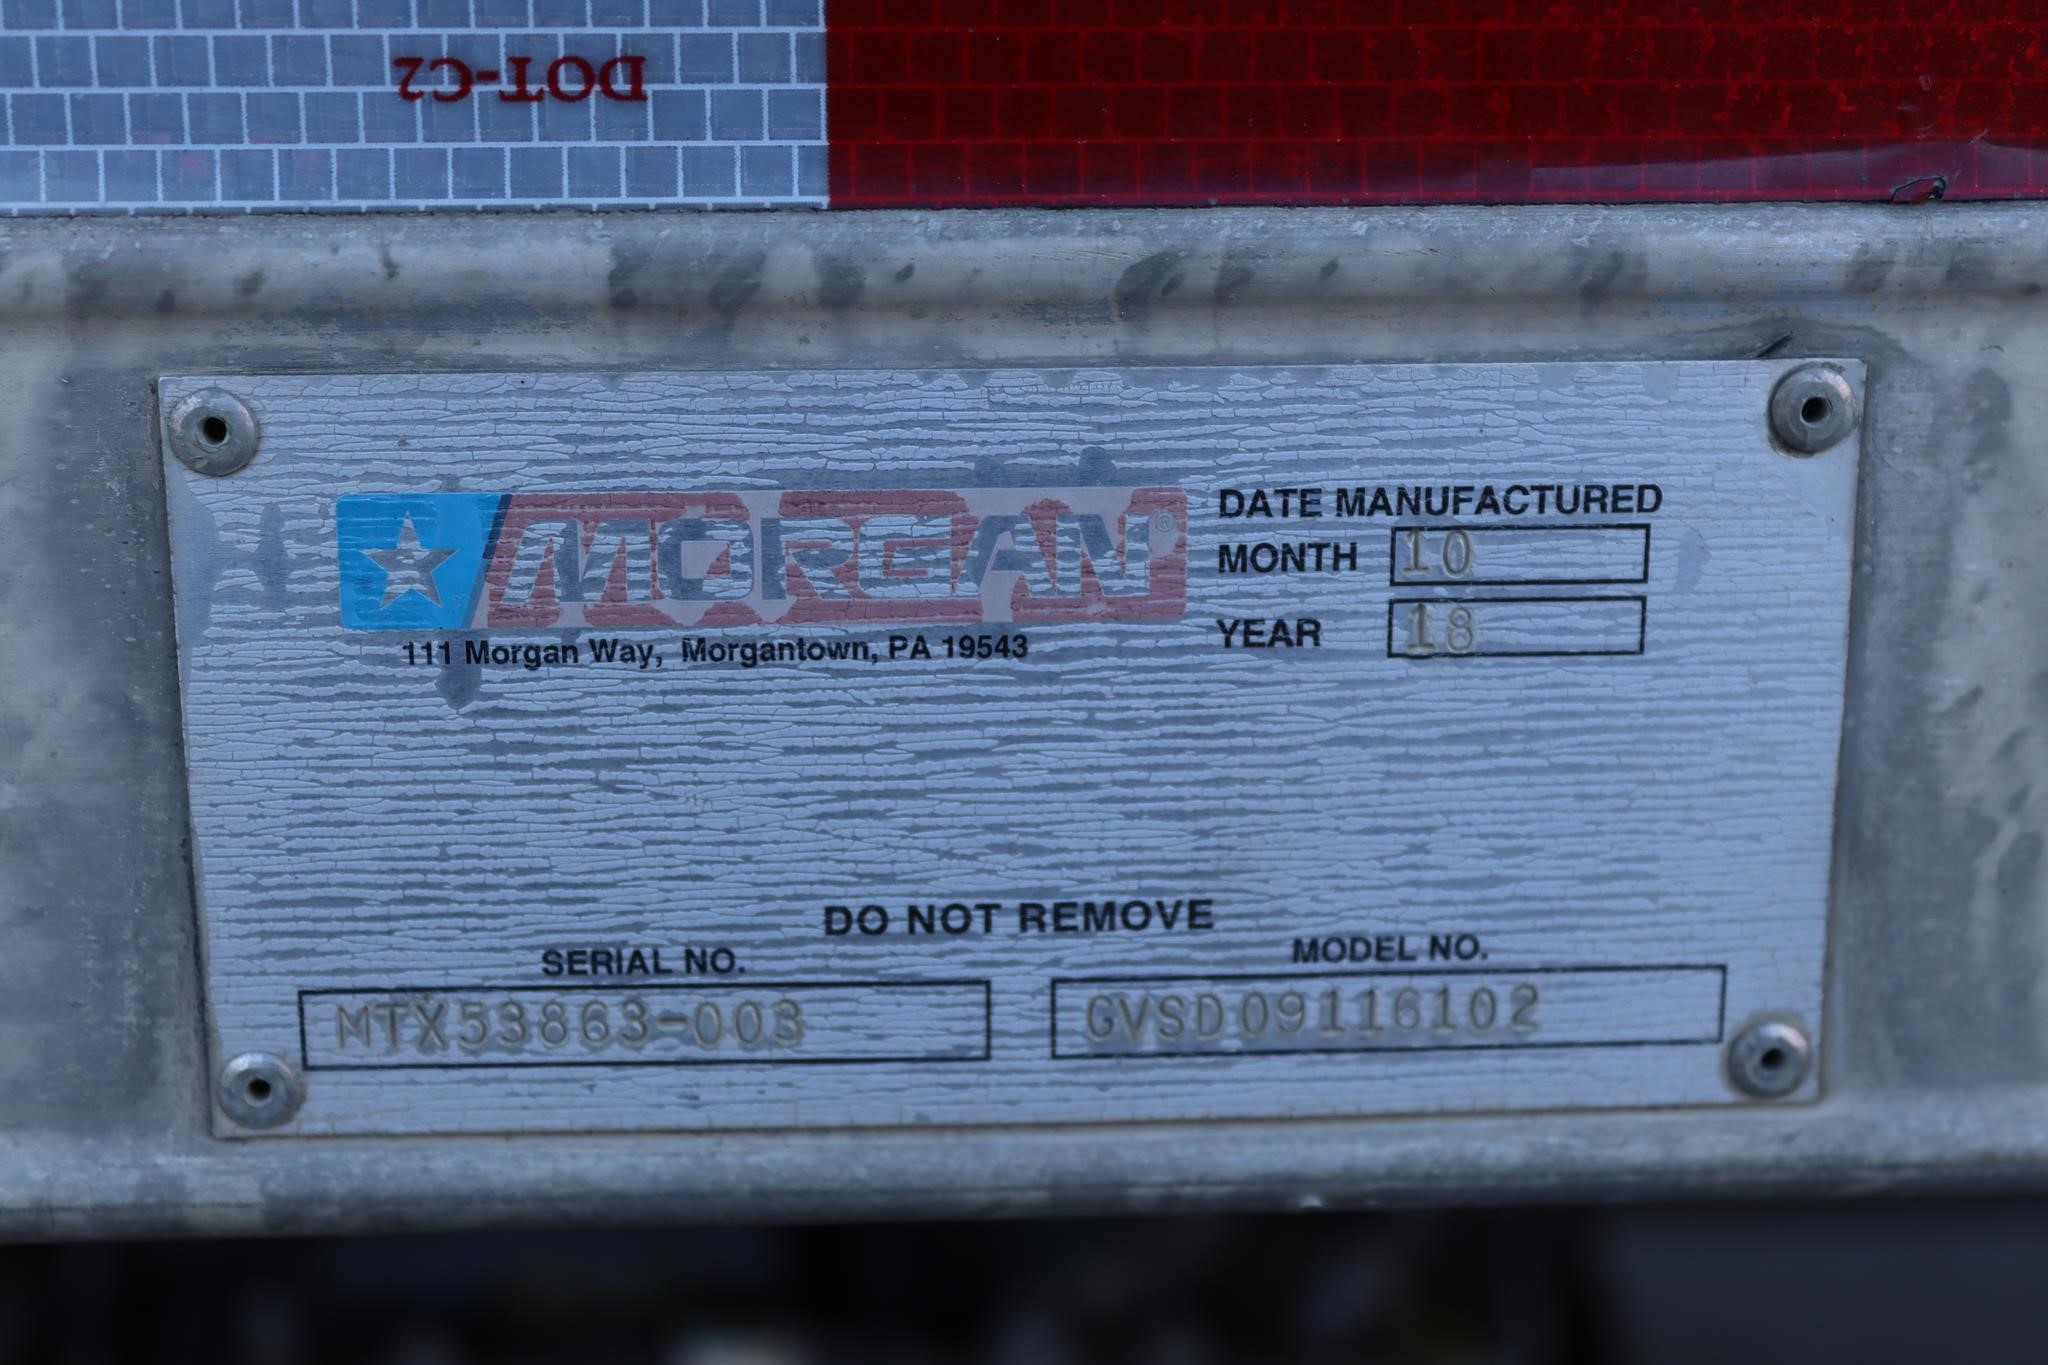 DOT-C2
MORGAN®
111 Morgan Way, Morgantown, PA 19543
DATE MANUFACTURED
MONTH 10
YEAR 18
DO NOT REMOVE
SERIAL NO.
MTX53863-003
MODEL NO.
GVSD09116102